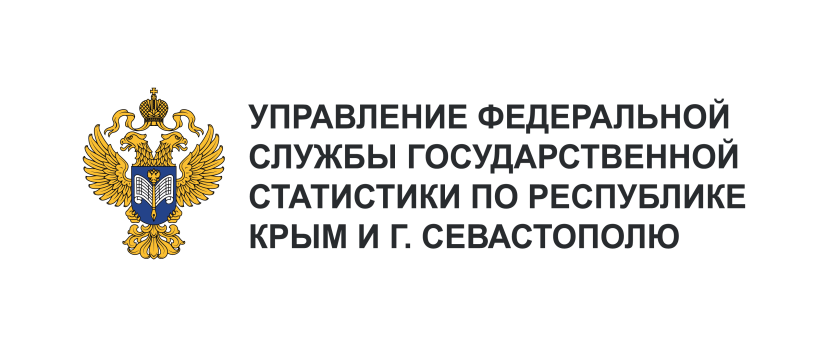 УПРАВЛЕНИЕ ФЕДЕРАЛЬНОЙ
СЛУЖБЫ ГОСУДАРСТВЕННОЙ
СТАТИСТИКИ ПО РЕСПУБЛИКЕ
КРЫМ И Г. СЕВАСТОПОЛЮ